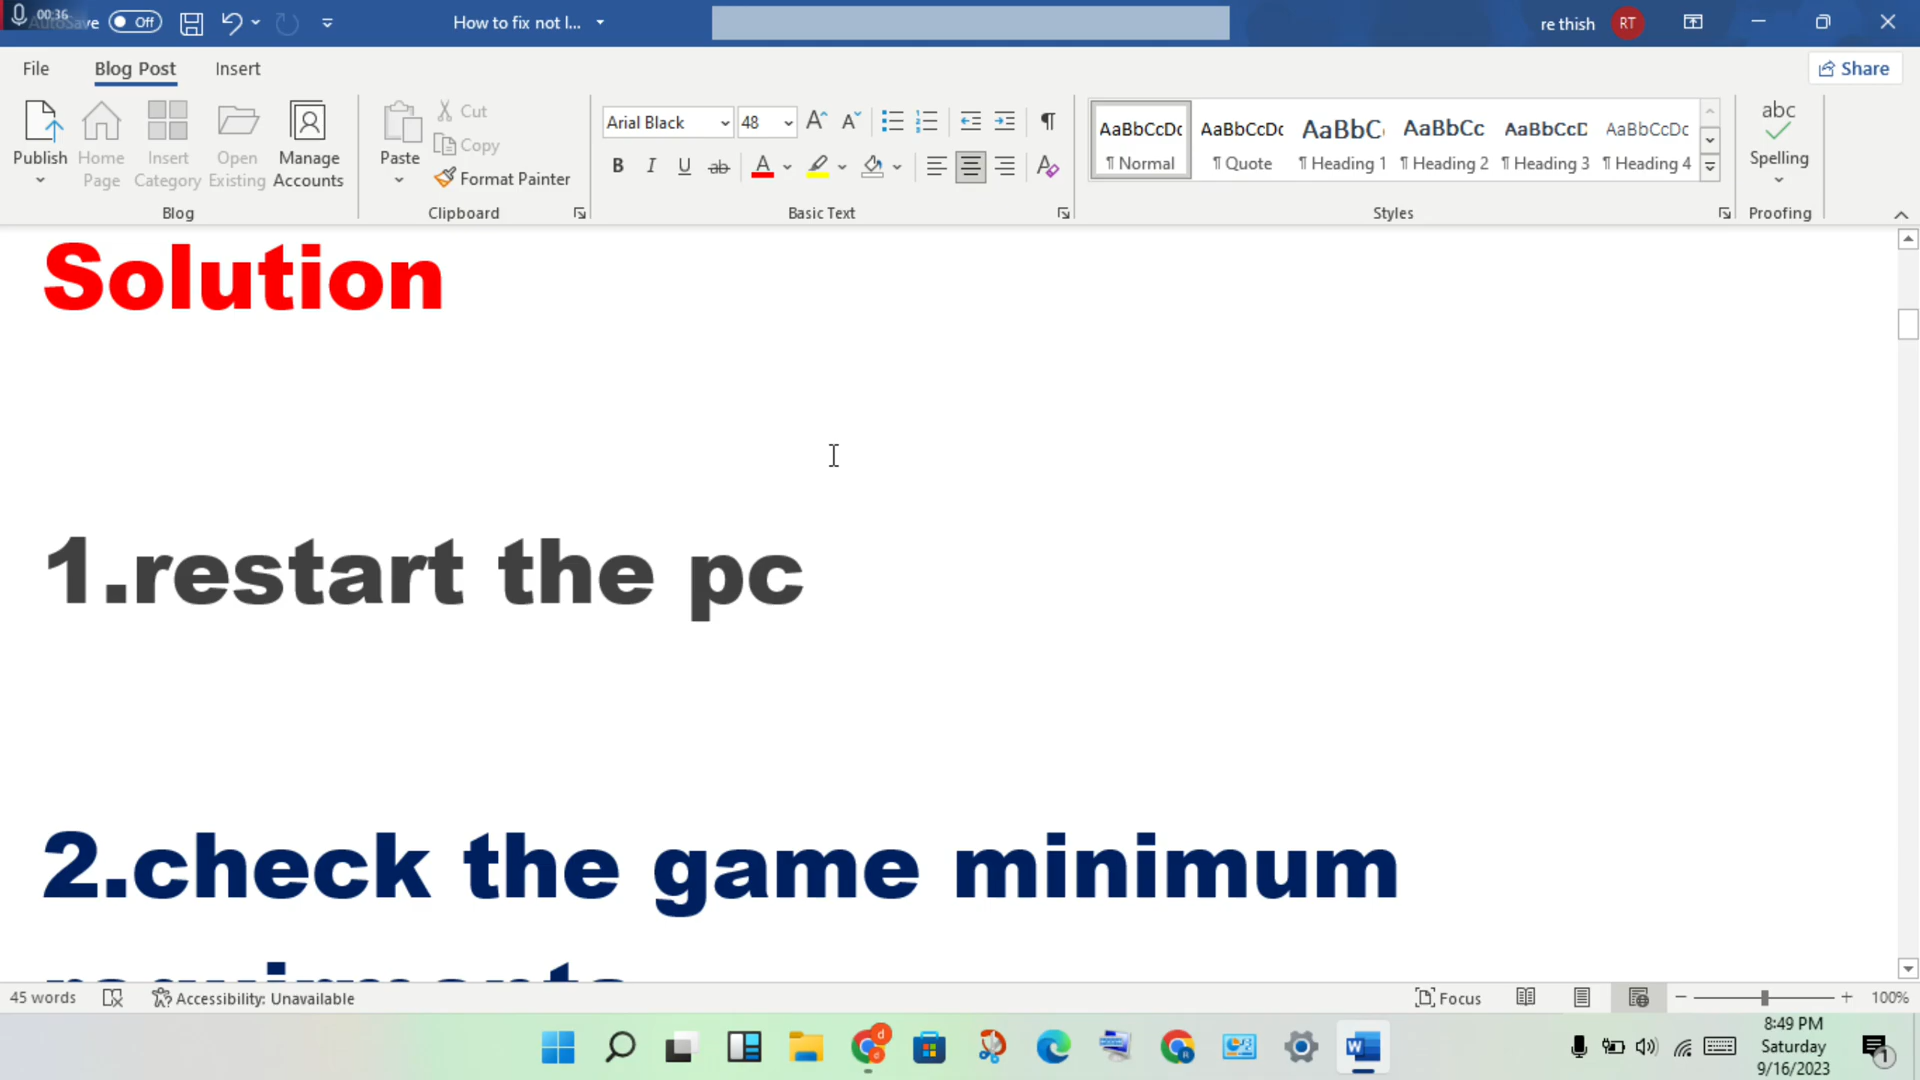 00:36
AutoSave Off
How to fix not l...
re thish RT
File Blog Post Insert
Share
Publish
Home Page
Insert Category
Open Existing
Manage Accounts
Blog
Paste
Cut
Copy
Format Painter
Clipboard
Arial Black 48
B I U ab
A
Basic Text
AaBbCcDc
¶ Normal
AaBbCcDc
¶ Quote
AaBbC
¶ Heading 1
AaBbCc
¶ Heading 2
AaBbCcD
¶ Heading 3
AaBbCcDc
¶ Heading 4
Styles
abc
Spelling
Proofing
Solution
1.restart the pc
2.check the game minimum
requirments
45 words
Accessibility: Unavailable
Focus
100%
8:49 PM
Saturday
9/16/2023
1